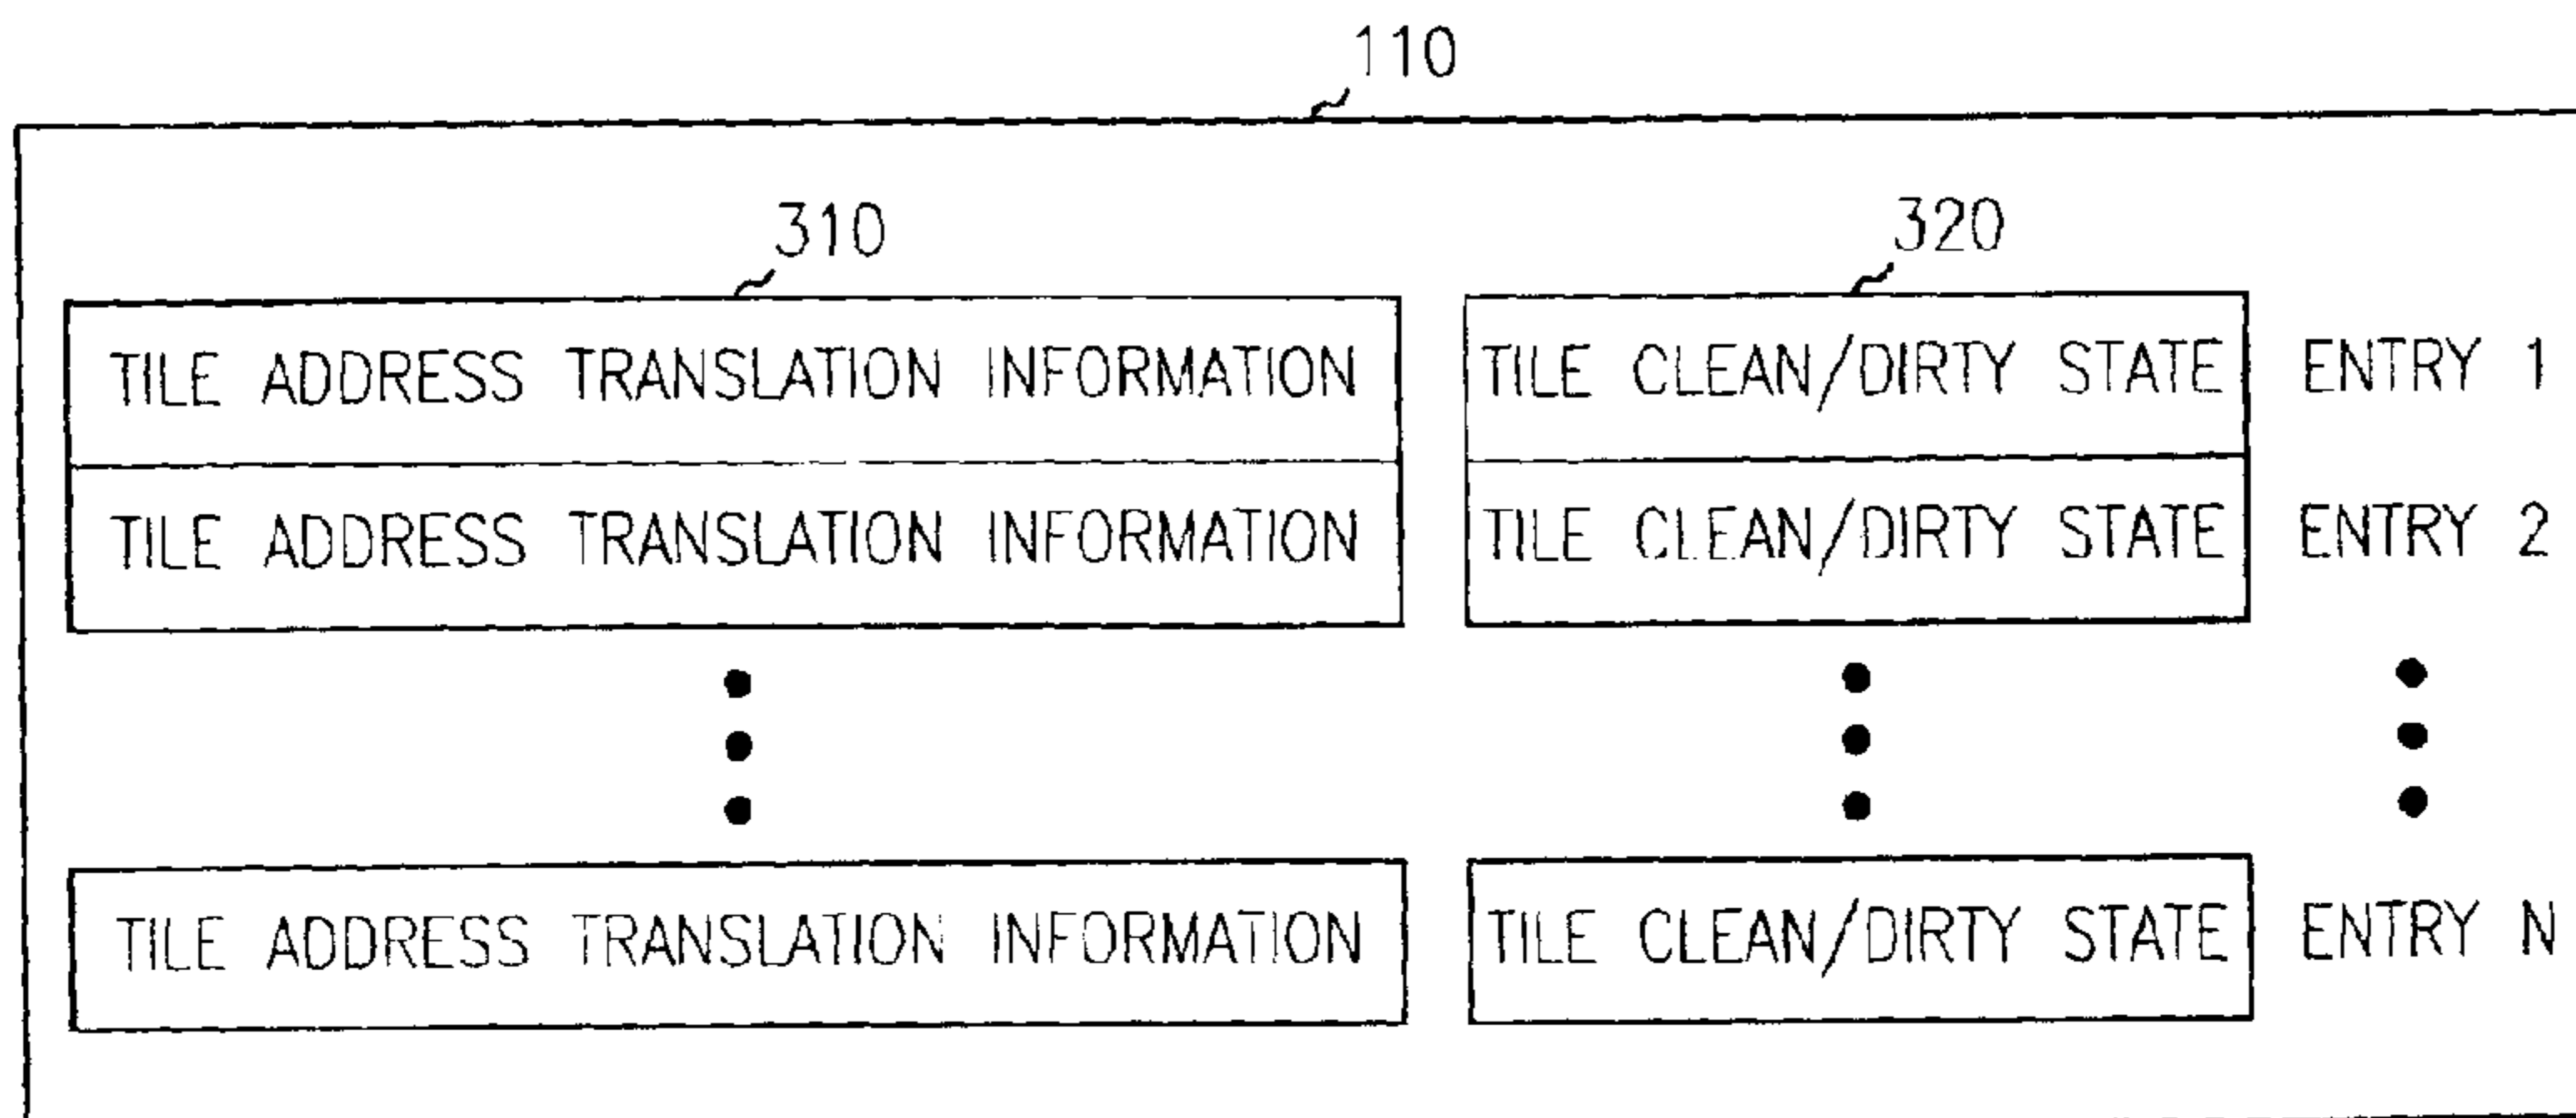 110
310 320
TILE ADDRESS TRANSLATION INFORMATION TILE CLEAN/DIRTY STATE ENTRY 1
TILE ADDRESS TRANSLATION INFORMATION TILE CLEAN/DIRTY STATE ENTRY 2
TILE ADDRESS TRANSLATION INFORMATION TILE CLEAN/DIRTY STATE ENTRY N